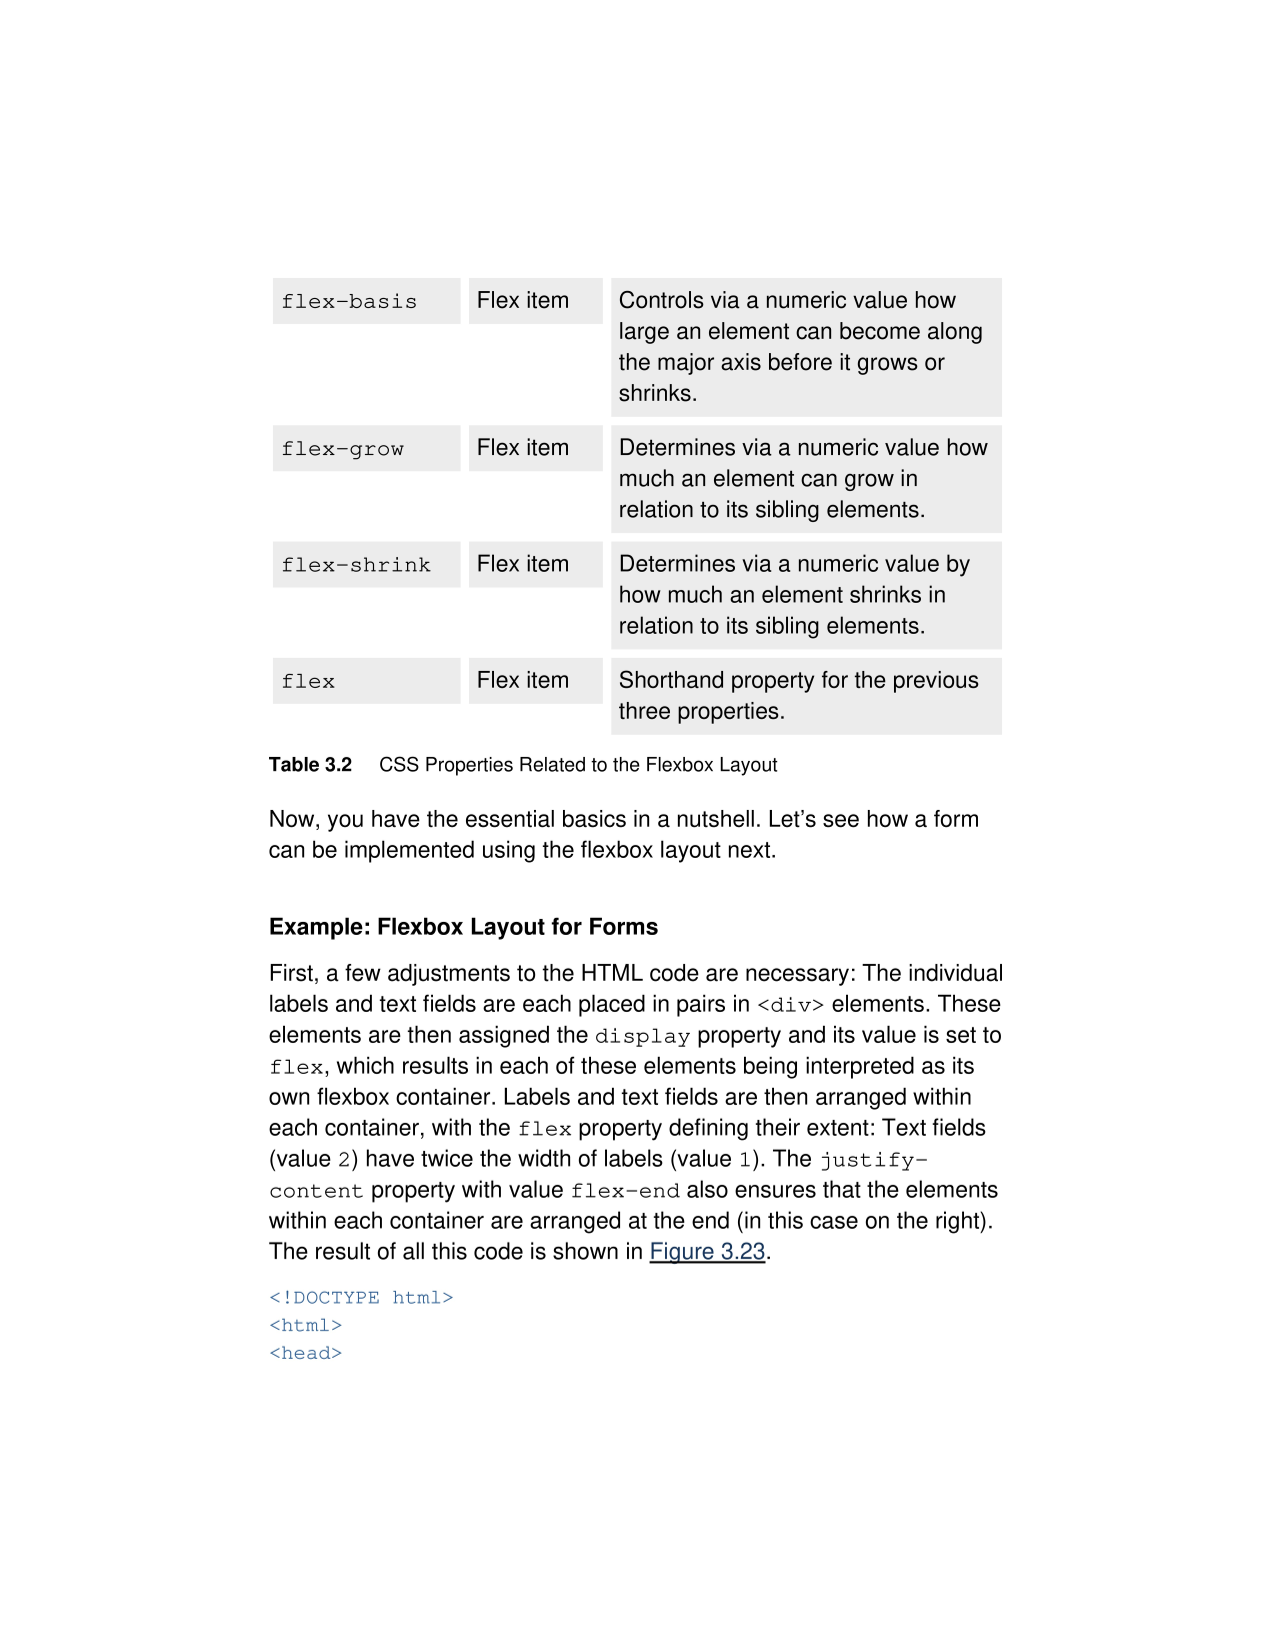 flex-basis Flex item Controls via a numeric value how
large an element can become along
the major axis before it grows or
shrinks.
flex-grow Flex item Determines via a numeric value how
much an element can grow in
relation to its sibling elements.
flex-shrink Flex item Determines via a numeric value by
how much an element shrinks in
relation to its sibling elements.
flex Flex item Shorthand property for the previous
three properties.
Table 3.2 CSS Properties Related to the Flexbox Layout
Now, you have the essential basics in a nutshell. Let’s see how a form
can be implemented using the flexbox layout next.
Example: Flexbox Layout for Forms
First, a few adjustments to the HTML code are necessary: The individual
labels and text fields are each placed in pairs in <div> elements. These
elements are then assigned the display property and its value is set to
flex, which results in each of these elements being interpreted as its
own flexbox container. Labels and text fields are then arranged within
each container, with the flex property defining their extent: Text fields
(value 2) have twice the width of labels (value 1). The justify-
content property with value flex-end also ensures that the elements
within each container are arranged at the end (in this case on the right).
The result of all this code is shown in Figure 3.23.
<!DOCTYPE html>
<html>
<head>